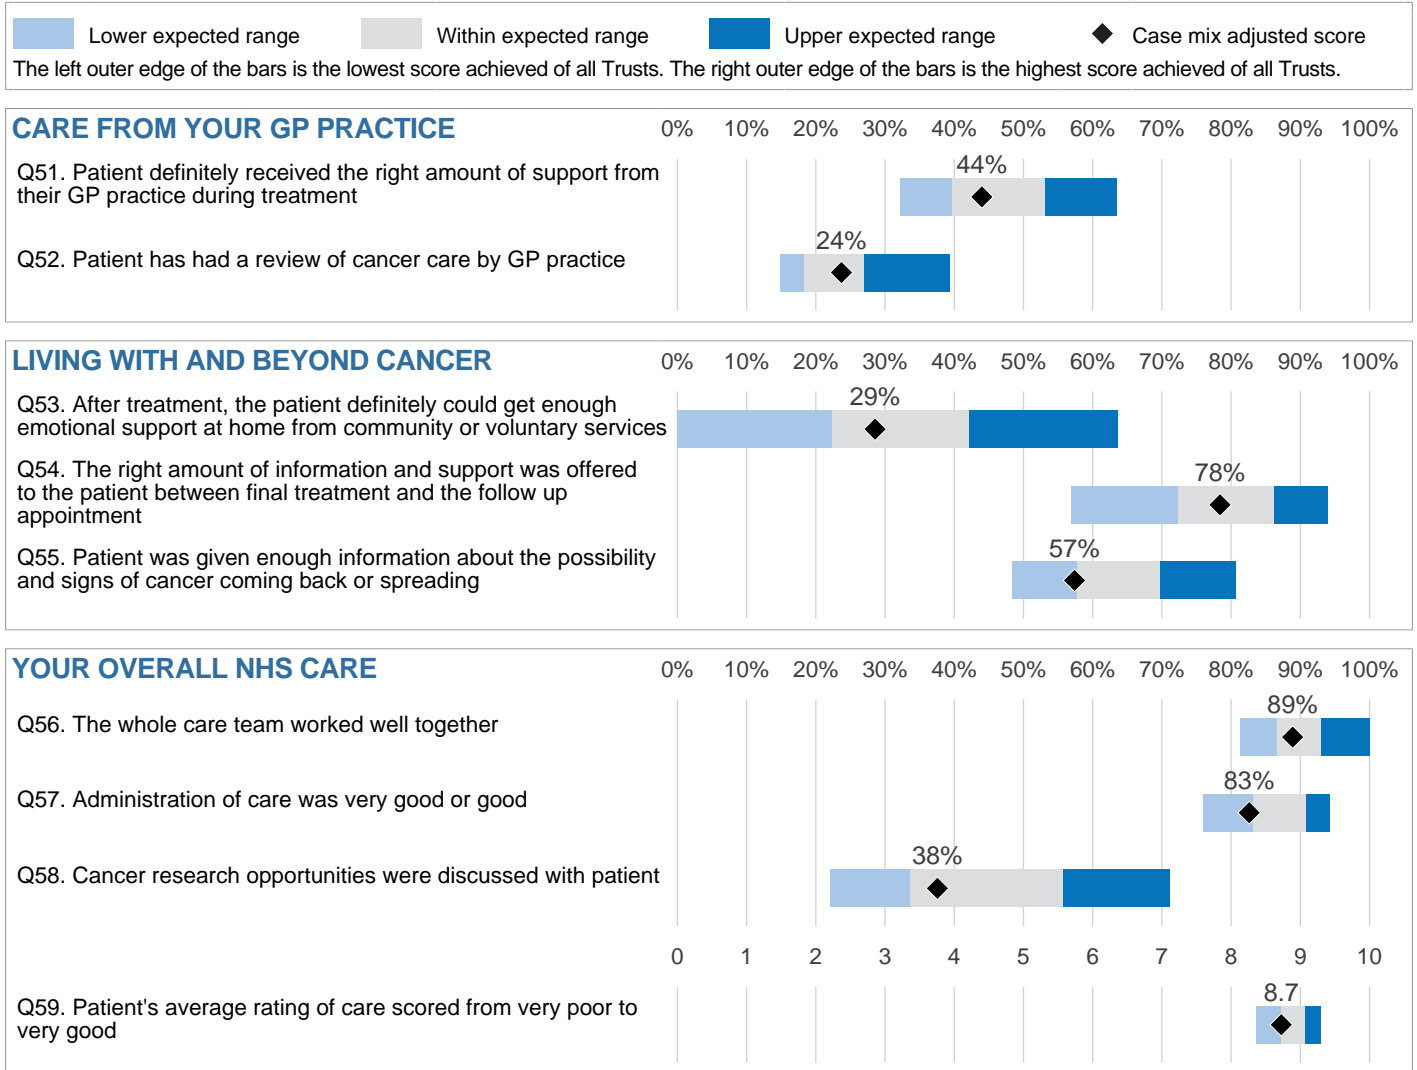 Lower expected range Within expected range Upper expected range Case mix adjusted score
The left outer edge of the bars is the lowest score achieved of all Trusts. The right outer edge of the bars is the highest score achieved of all Trusts.
CARE FROM YOUR GP PRACTICE 0% 10% 20% 30% 40% 50% 60% 70% 80% 90% 100%
Q51. Patient definitely received the right amount of support from
their GP practice during treatment
44%
Q52. Patient has had a review of cancer care by GP practice
24%
LIVING WITH AND BEYOND CANCER 0% 10% 20% 30% 40% 50% 60% 70% 80% 90% 100%
Q53. After treatment, the patient definitely could get enough
emotional support at home from community or voluntary services
29%
Q54. The right amount of information and support was offered
to the patient between final treatment and the follow up
appointment
78%
Q55. Patient was given enough information about the possibility
and signs of cancer coming back or spreading
57%
YOUR OVERALL NHS CARE 0% 10% 20% 30% 40% 50% 60% 70% 80% 90% 100%
Q56. The whole care team worked well together
89%
Q57. Administration of care was very good or good
83%
Q58. Cancer research opportunities were discussed with patient
38%
0 1 2 3 4 5 6 7 8 9 10
Q59. Patient's average rating of care scored from very poor to
very good
8.7